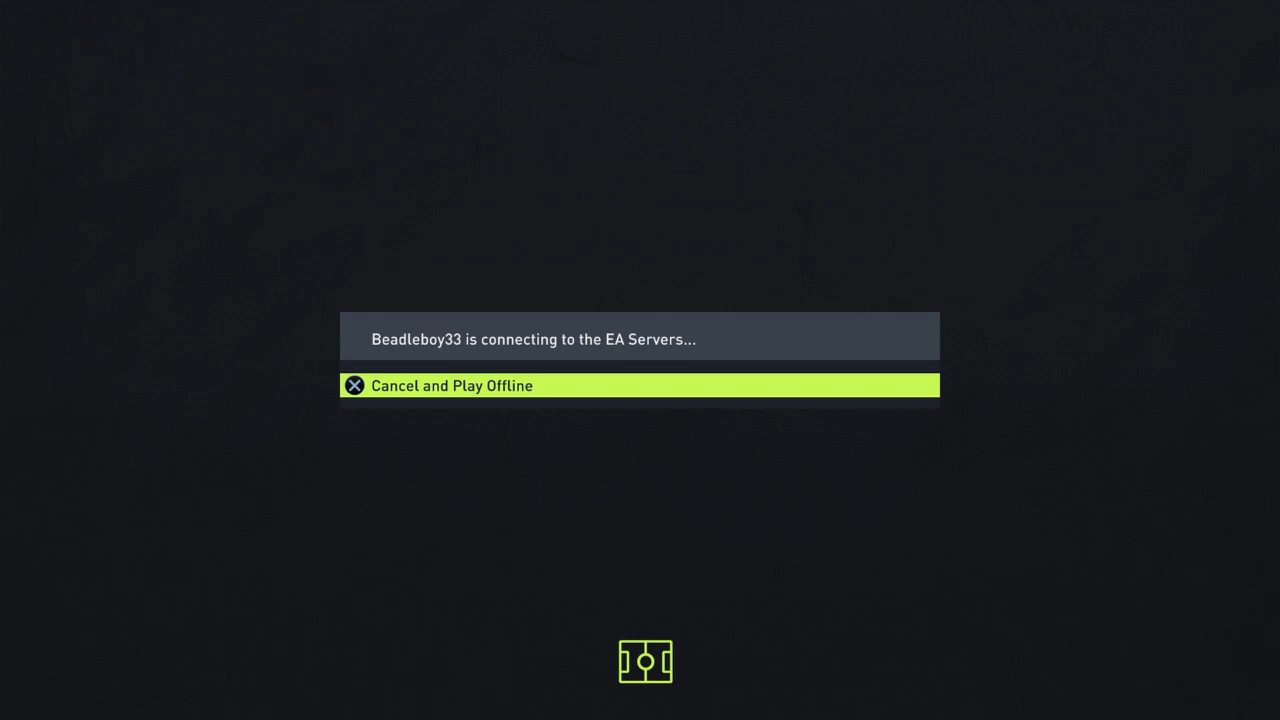 Beadleboy33 is connecting to the EA Servers...
Cancel and Play Offline